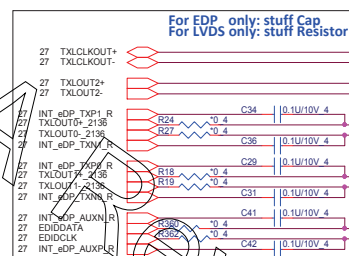 For EDP only: stuff Cap
For LVDS only: stuff Resistor
27 TXLCLKOUT+
27 TXLCLKOUT-
27 TXLOUT2+
27 TXLOUT2-
27 INT_eDP_TXP1_R C34 0.1U/10V_4
27 TXLOUT0+_2136 R24 *0_4
27 TXLOUT0-_2136 R27 *0_4
27 INT_eDP_TXN1_R C36 0.1U/10V_4
27 INT_eDP_TXP0_R C29 0.1U/10V_4
27 TXLOUT1+_2136 R18 *0_4
27 TXLOUT1-_2136 R19 *0_4
27 INT_eDP_TXN0_R C31 0.1U/10V_4
27 INT_eDP_AUXN_R C41 0.1U/10V_4
27 EDIDDATA R360 *0_4
27 EDIDCLK R362 *0_4
27 INT_eDP_AUXP_R C42 0.1U/10V_4